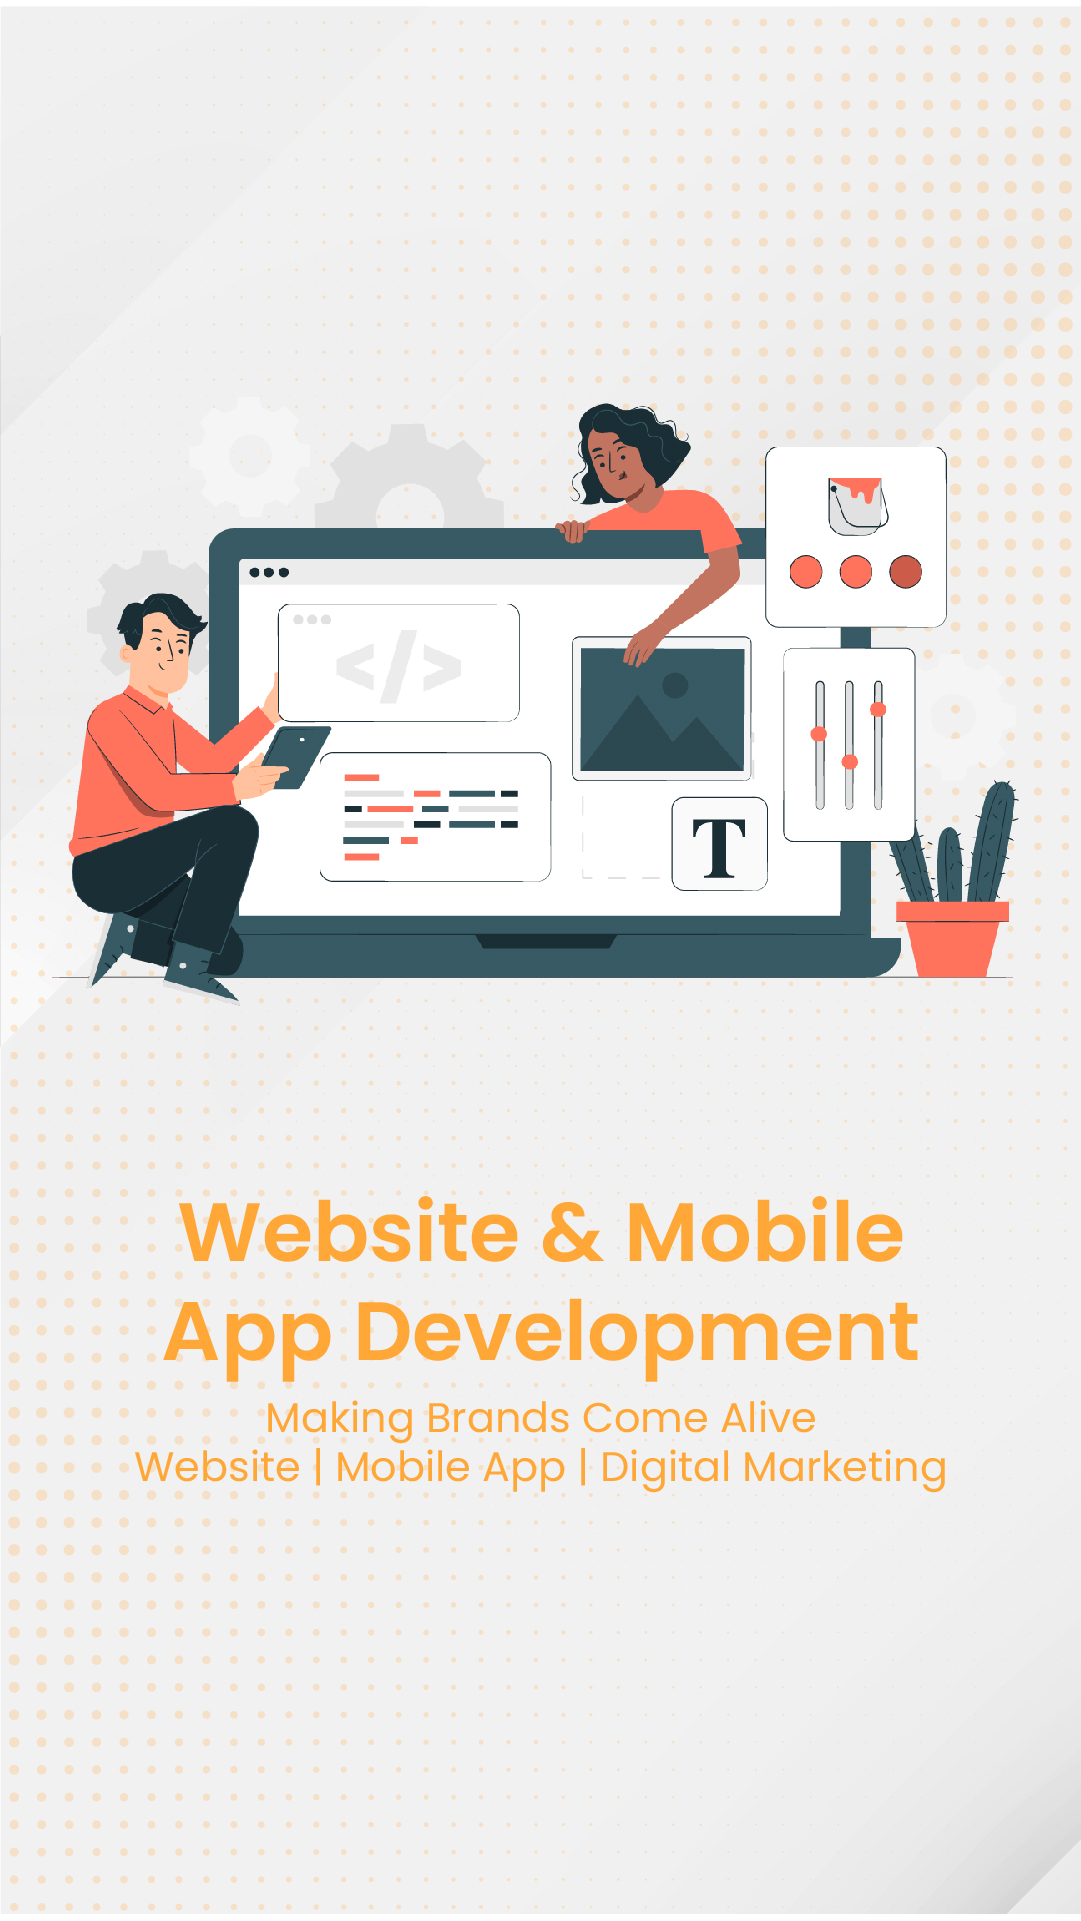 </>
T
Website & Mobile
App Development
Making Brands Come Alive
Website | Mobile App | Digital Marketing